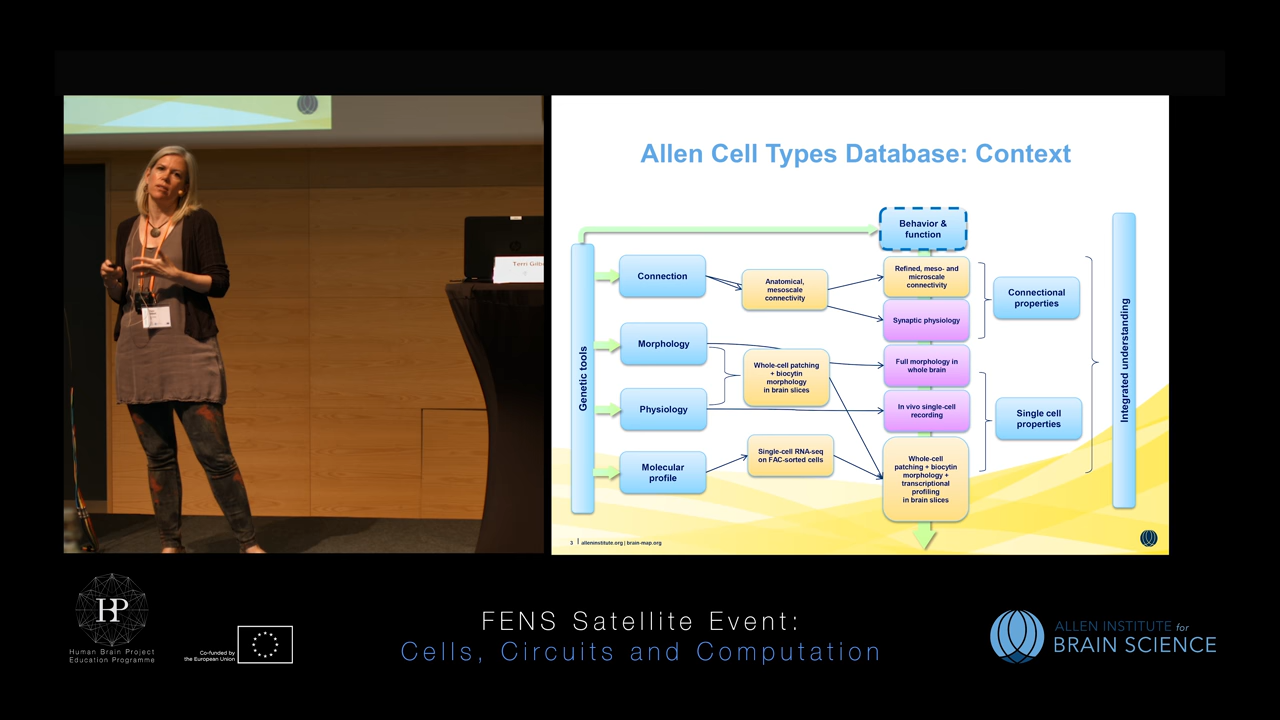 Allen Cell Types Database: Context
Behavior &
function
Genetic tools
Connection
Morphology
Physiology
Molecular
profile
Anatomical,
mesoscale
connectivity
Whole-cell patching
+ biocytin
morphology
in brain slices
Single-cell RNA-seq
on FAC-sorted cells
Refined, meso- and
microscale
connectivity
Synaptic physiology
Full morphology in
whole brain
In vivo single-cell
recording
Whole-cell
patching + biocytin
morphology +
transcriptional
profiling
in brain slices
Connectional
properties
Single cell
properties
Integrated understanding
3 | alleninstitute.org | brain-map.org
hp
Terri
HBP
Human Brain Project
Education Programme
Co-funded by
the European Union
FENS Satellite Event:
Cells, Circuits and Computation
ALLEN INSTITUTE for
BRAIN SCIENCE